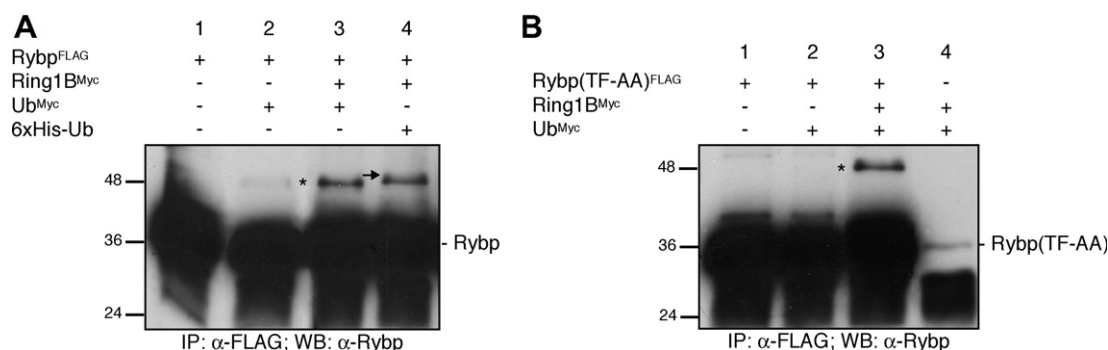 A
1 2 3 4
Rybpᶠᴸᴬᴳ + + + +
Ring1Bᴹʸᶜ - - + +
Ubᴹʸᶜ - + + -
6xHis-Ub - - - +
48
*
36
- Rybp
24
IP: α-FLAG; WB: α-Rybp
B
1 2 3 4
Rybp(TF-AA)ᶠᴸᴬᴳ + + + -
Ring1Bᴹʸᶜ - - + +
Ubᴹʸᶜ - + + +
48
*
36
- Rybp(TF-AA)
24
IP: α-FLAG; WB: α-Rybp